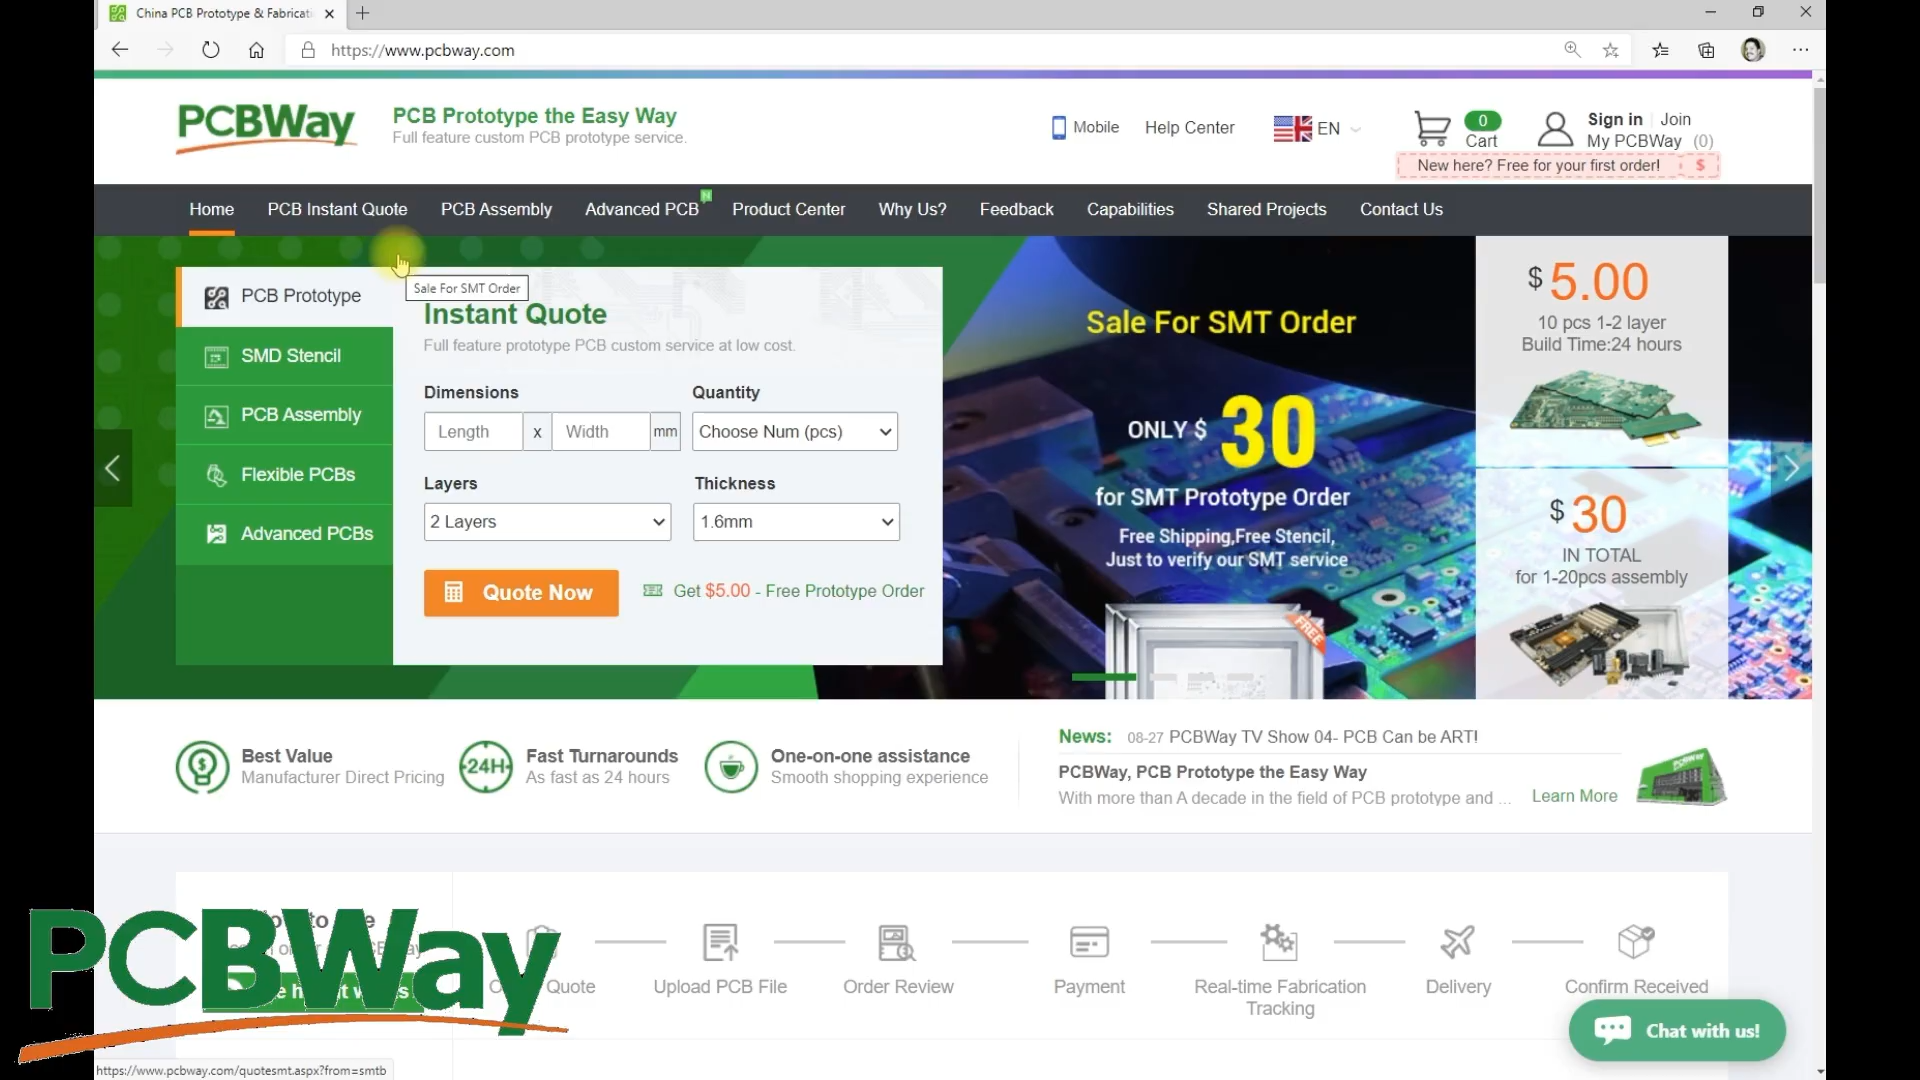 China PCB Prototype & Fabricati
https://www.pcbway.com
PCBWay
PCB Prototype the Easy Way
Full feature custom PCB prototype service.
Mobile
Help Center
EN
0
Cart
Sign in
Join
My PCBWay (0)
New here? Free for your first order!
$
Home
PCB Instant Quote
PCB Assembly
Advanced PCB
N
Product Center
Why Us?
Feedback
Capabilities
Shared Projects
Contact Us
PCB Prototype
SMD Stencil
PCB Assembly
Flexible PCBs
Advanced PCBs
Sale For SMT Order
Instant Quote
Full feature prototype PCB custom service at low cost.
Dimensions
Quantity
Length
x
Width
mm
Choose Num (pcs)
Layers
Thickness
2 Layers
1.6mm
Quote Now
Get $5.00 - Free Prototype Order
Sale For SMT Order
ONLY $ 30
for SMT Prototype Order
Free Shipping,Free Stencil,
Just to verify our SMT service
FREE
$ 5.00
10 pcs 1-2 layer
Build Time:24 hours
$ 30
IN TOTAL
for 1-20pcs assembly
Best Value
Manufacturer Direct Pricing
24H
Fast Turnarounds
As fast as 24 hours
One-on-one assistance
Smooth shopping experience
News:
08-27 PCBWay TV Show 04- PCB Can be ART!
PCBWay, PCB Prototype the Easy Way
With more than A decade in the field of PCB prototype and ...
Learn More
PCBWay
Quote
Upload PCB File
Order Review
Payment
Real-time Fabrication
Tracking
Delivery
Confirm Received
Chat with us!
https://www.pcbway.com/quotesmt.aspx?from=smtb